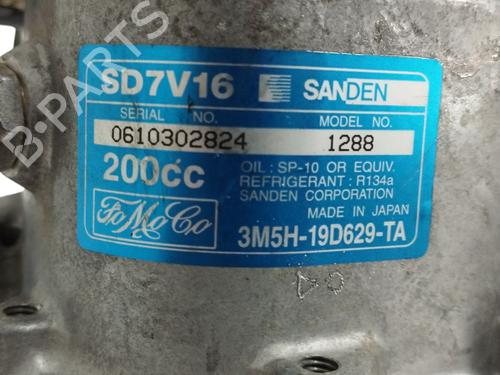 SD7V16 SANDEN
SERIAL NO. MODEL NO.
0610302824 1288
200cc OIL : SP-10 OR EQUIV.
REFRIGERANT : R134a
SANDEN CORPORATION
MADE IN JAPAN
FoMoCo 3M5H-19D629-TA
B-PARTS